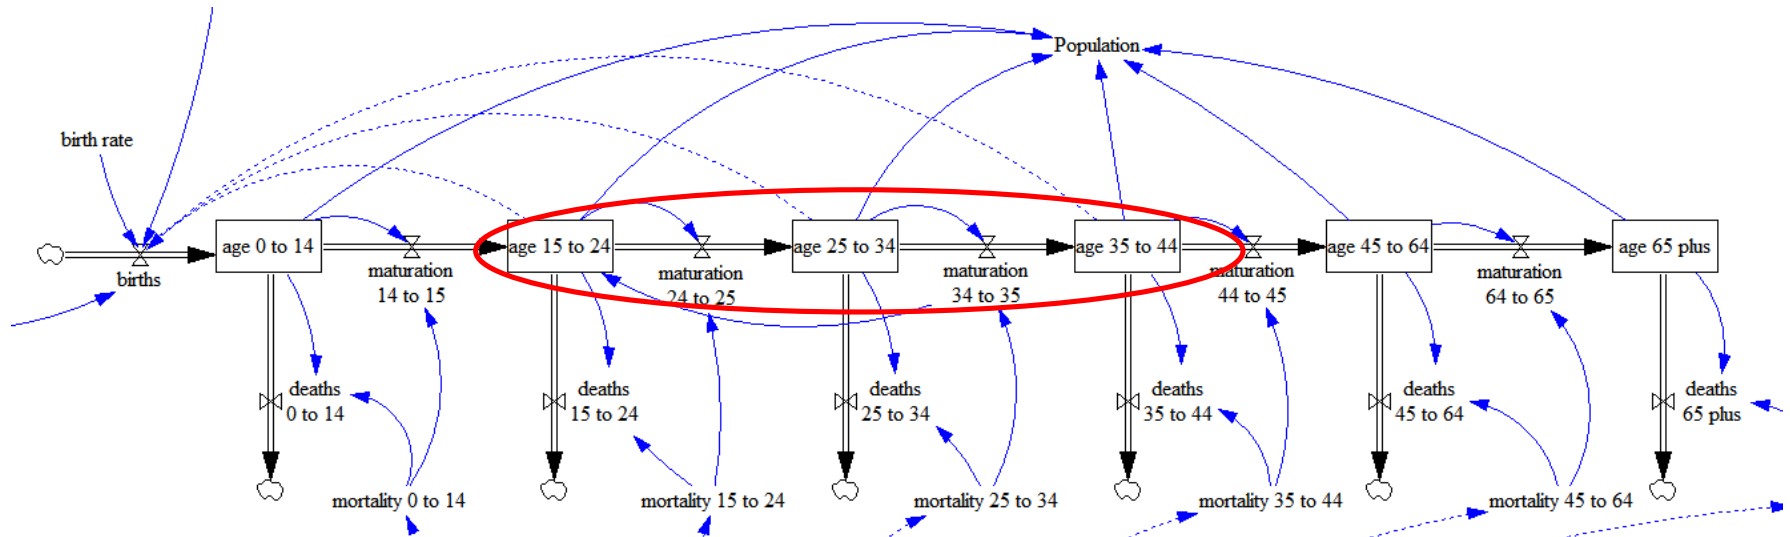 Population
birth rate
births
age 0 to 14
maturation
14 to 15
age 15 to 24
maturation
24 to 25
age 25 to 34
maturation
34 to 35
age 35 to 44
maturation
44 to 45
age 45 to 64
maturation
64 to 65
age 65 plus
deaths
0 to 14
deaths
15 to 24
deaths
25 to 34
deaths
35 to 44
deaths
45 to 64
deaths
65 plus
mortality 0 to 14
mortality 15 to 24
mortality 25 to 34
mortality 35 to 44
mortality 45 to 64